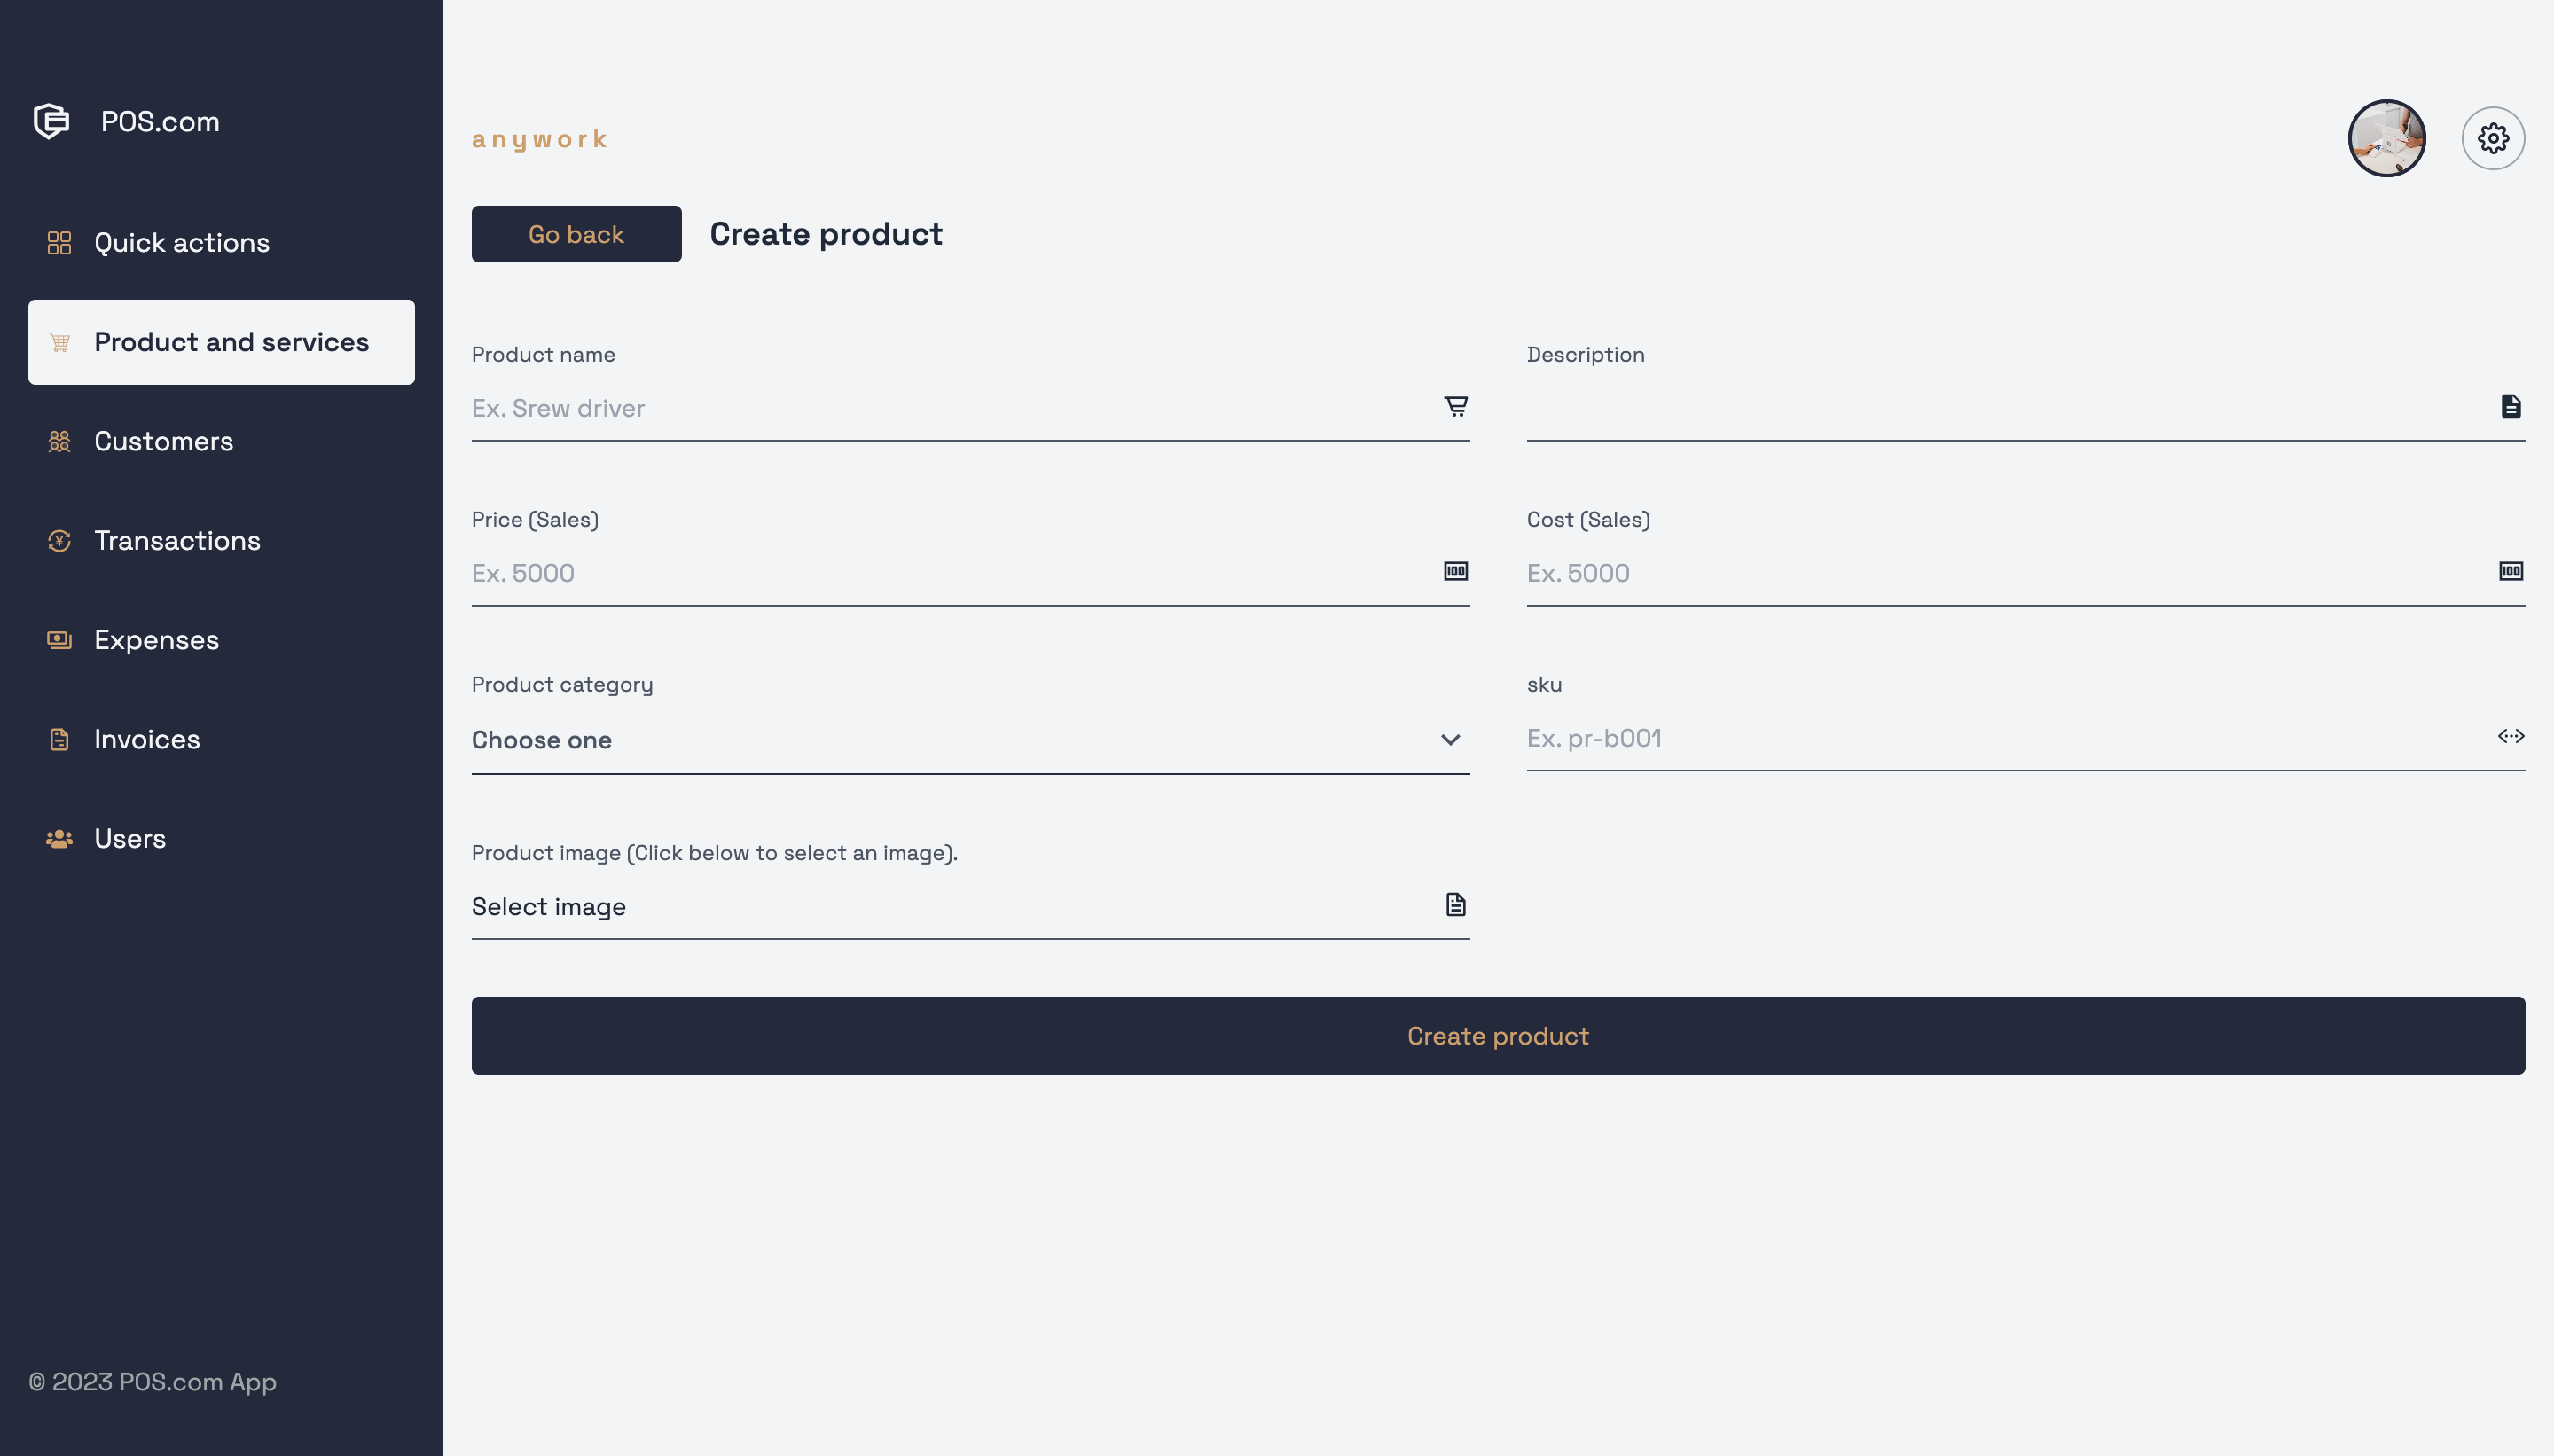 POS.com
Quick actions
Product and services
Customers
Transactions
Expenses
Invoices
Users
© 2023 POS.com App
anywork
Go back
Create product
Product name
Ex. Srew driver
Description
Price (Sales)
Ex. 5000
Cost (Sales)
Ex. 5000
Product category
Choose one
sku
Ex. pr-b001
Product image (Click below to select an image).
Select image
Create product